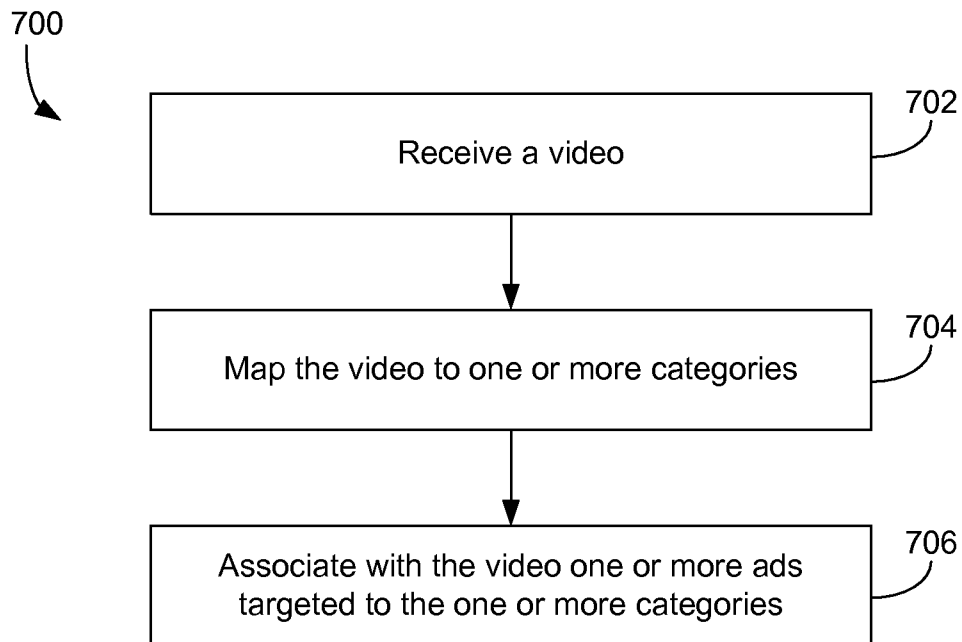 700
702
Receive a video
704
Map the video to one or more categories
706
Associate with the video one or more ads
targeted to the one or more categories